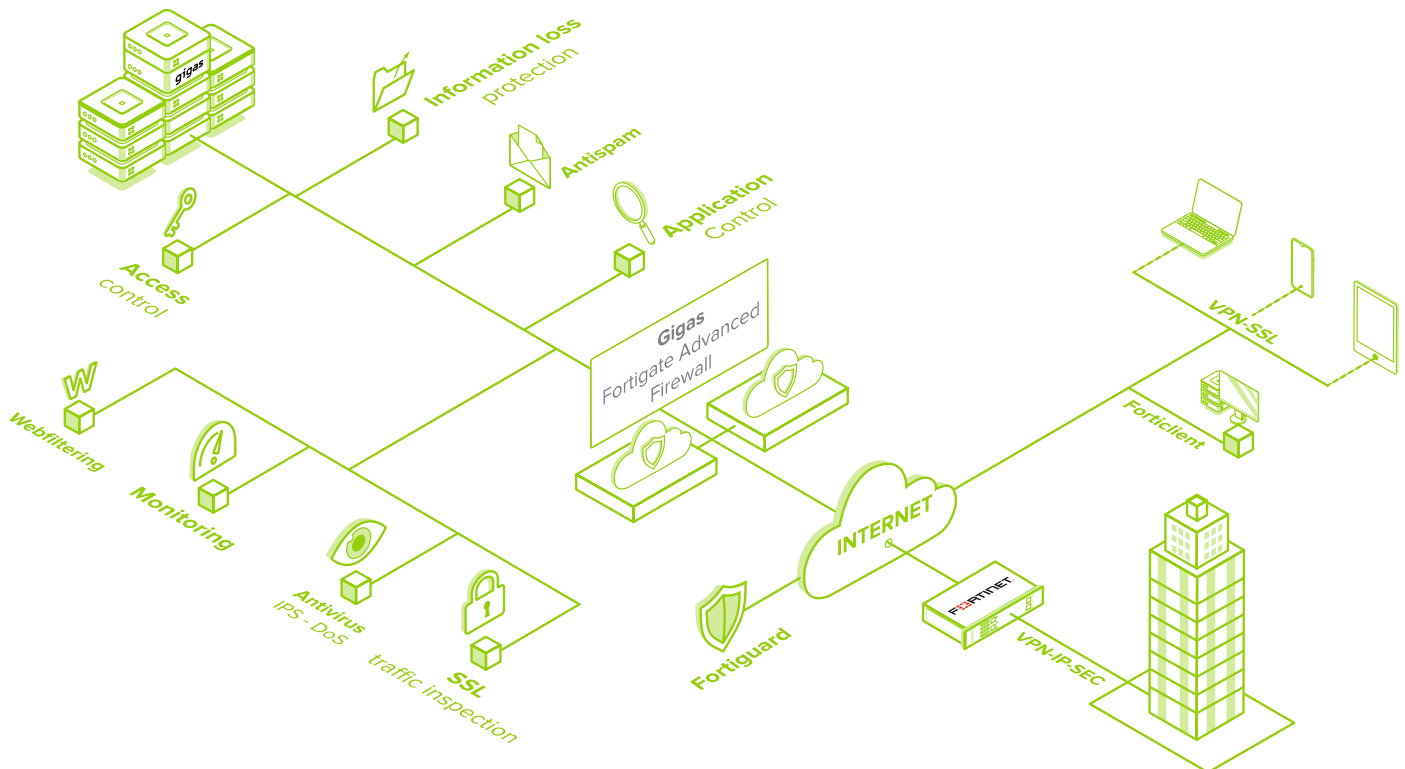 gigas
Information loss
protection
Antispam
Application
Control
Access
control
Gigas
Fortigate Advanced
Firewall
VPN-SSL
Forticlient
Webfiltering
Monitoring
Antivirus
IPS - DoS
SSL
traffic inspection
INTERNET
Fortiguard
FORTINET
VPN-IP-SEC